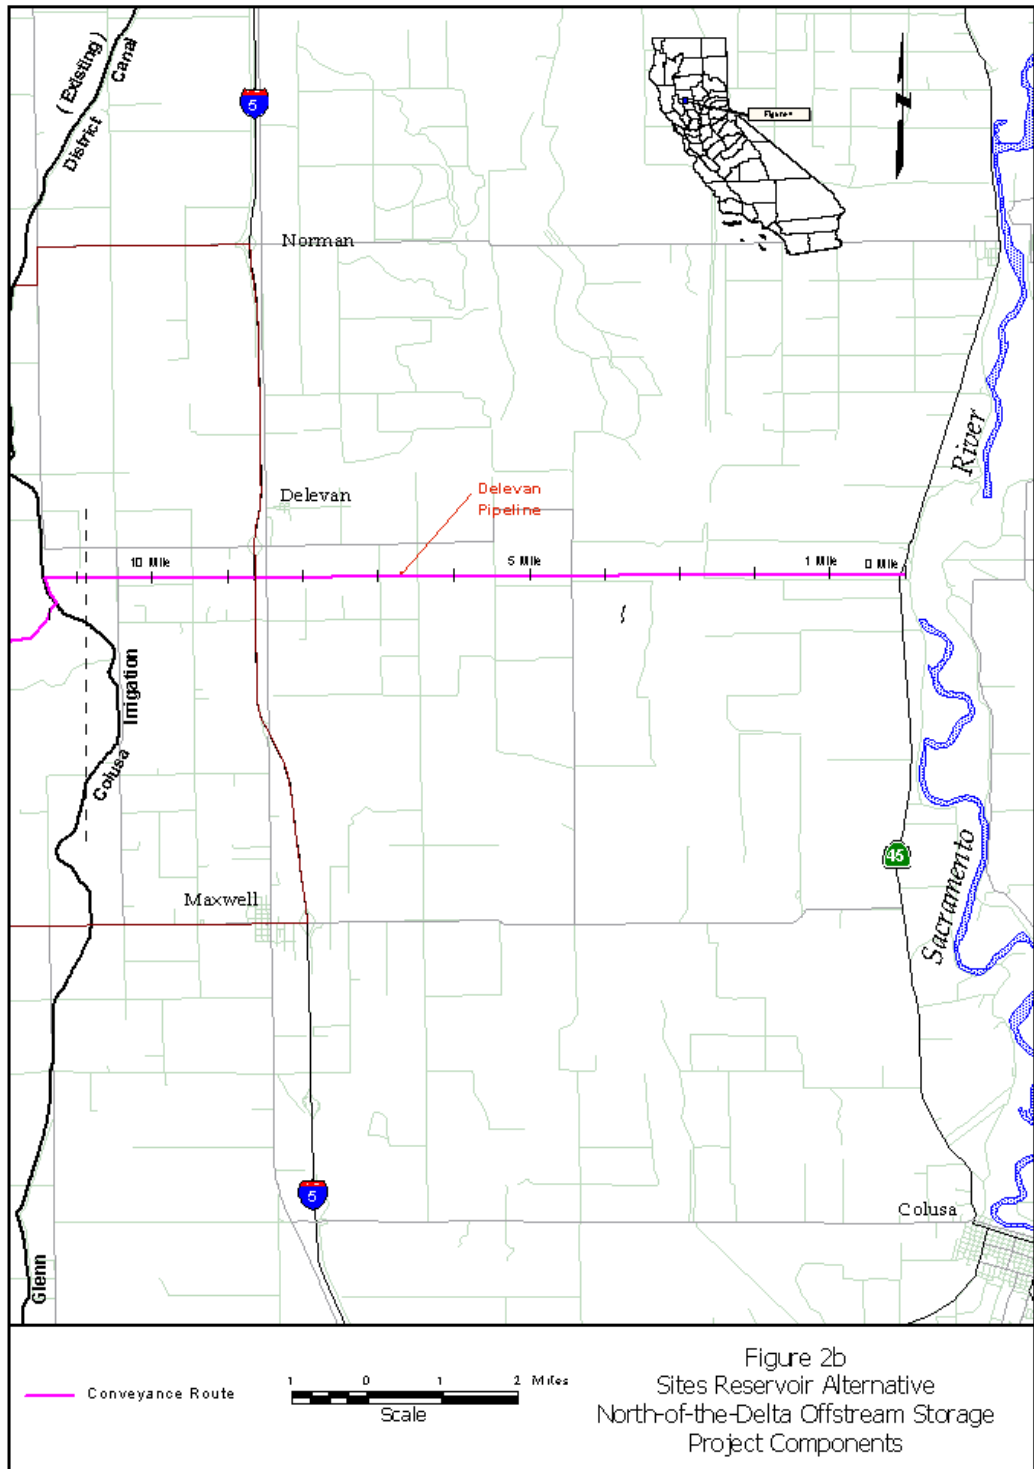 ( Existing )
Canal
District
5
Norman
River
Delevan
Delevan
Pipeline
10 Mile
5 Mile
1 Mile
0 Mile
Irrigation
Colusa
45
Sacramento
Maxwell
5
Colusa
Glenn
Conveyance Route
1 0 1 2 Miles
Scale
Figure 2b
Sites Reservoir Alternative
North-of-the-Delta Offstream Storage
Project Components